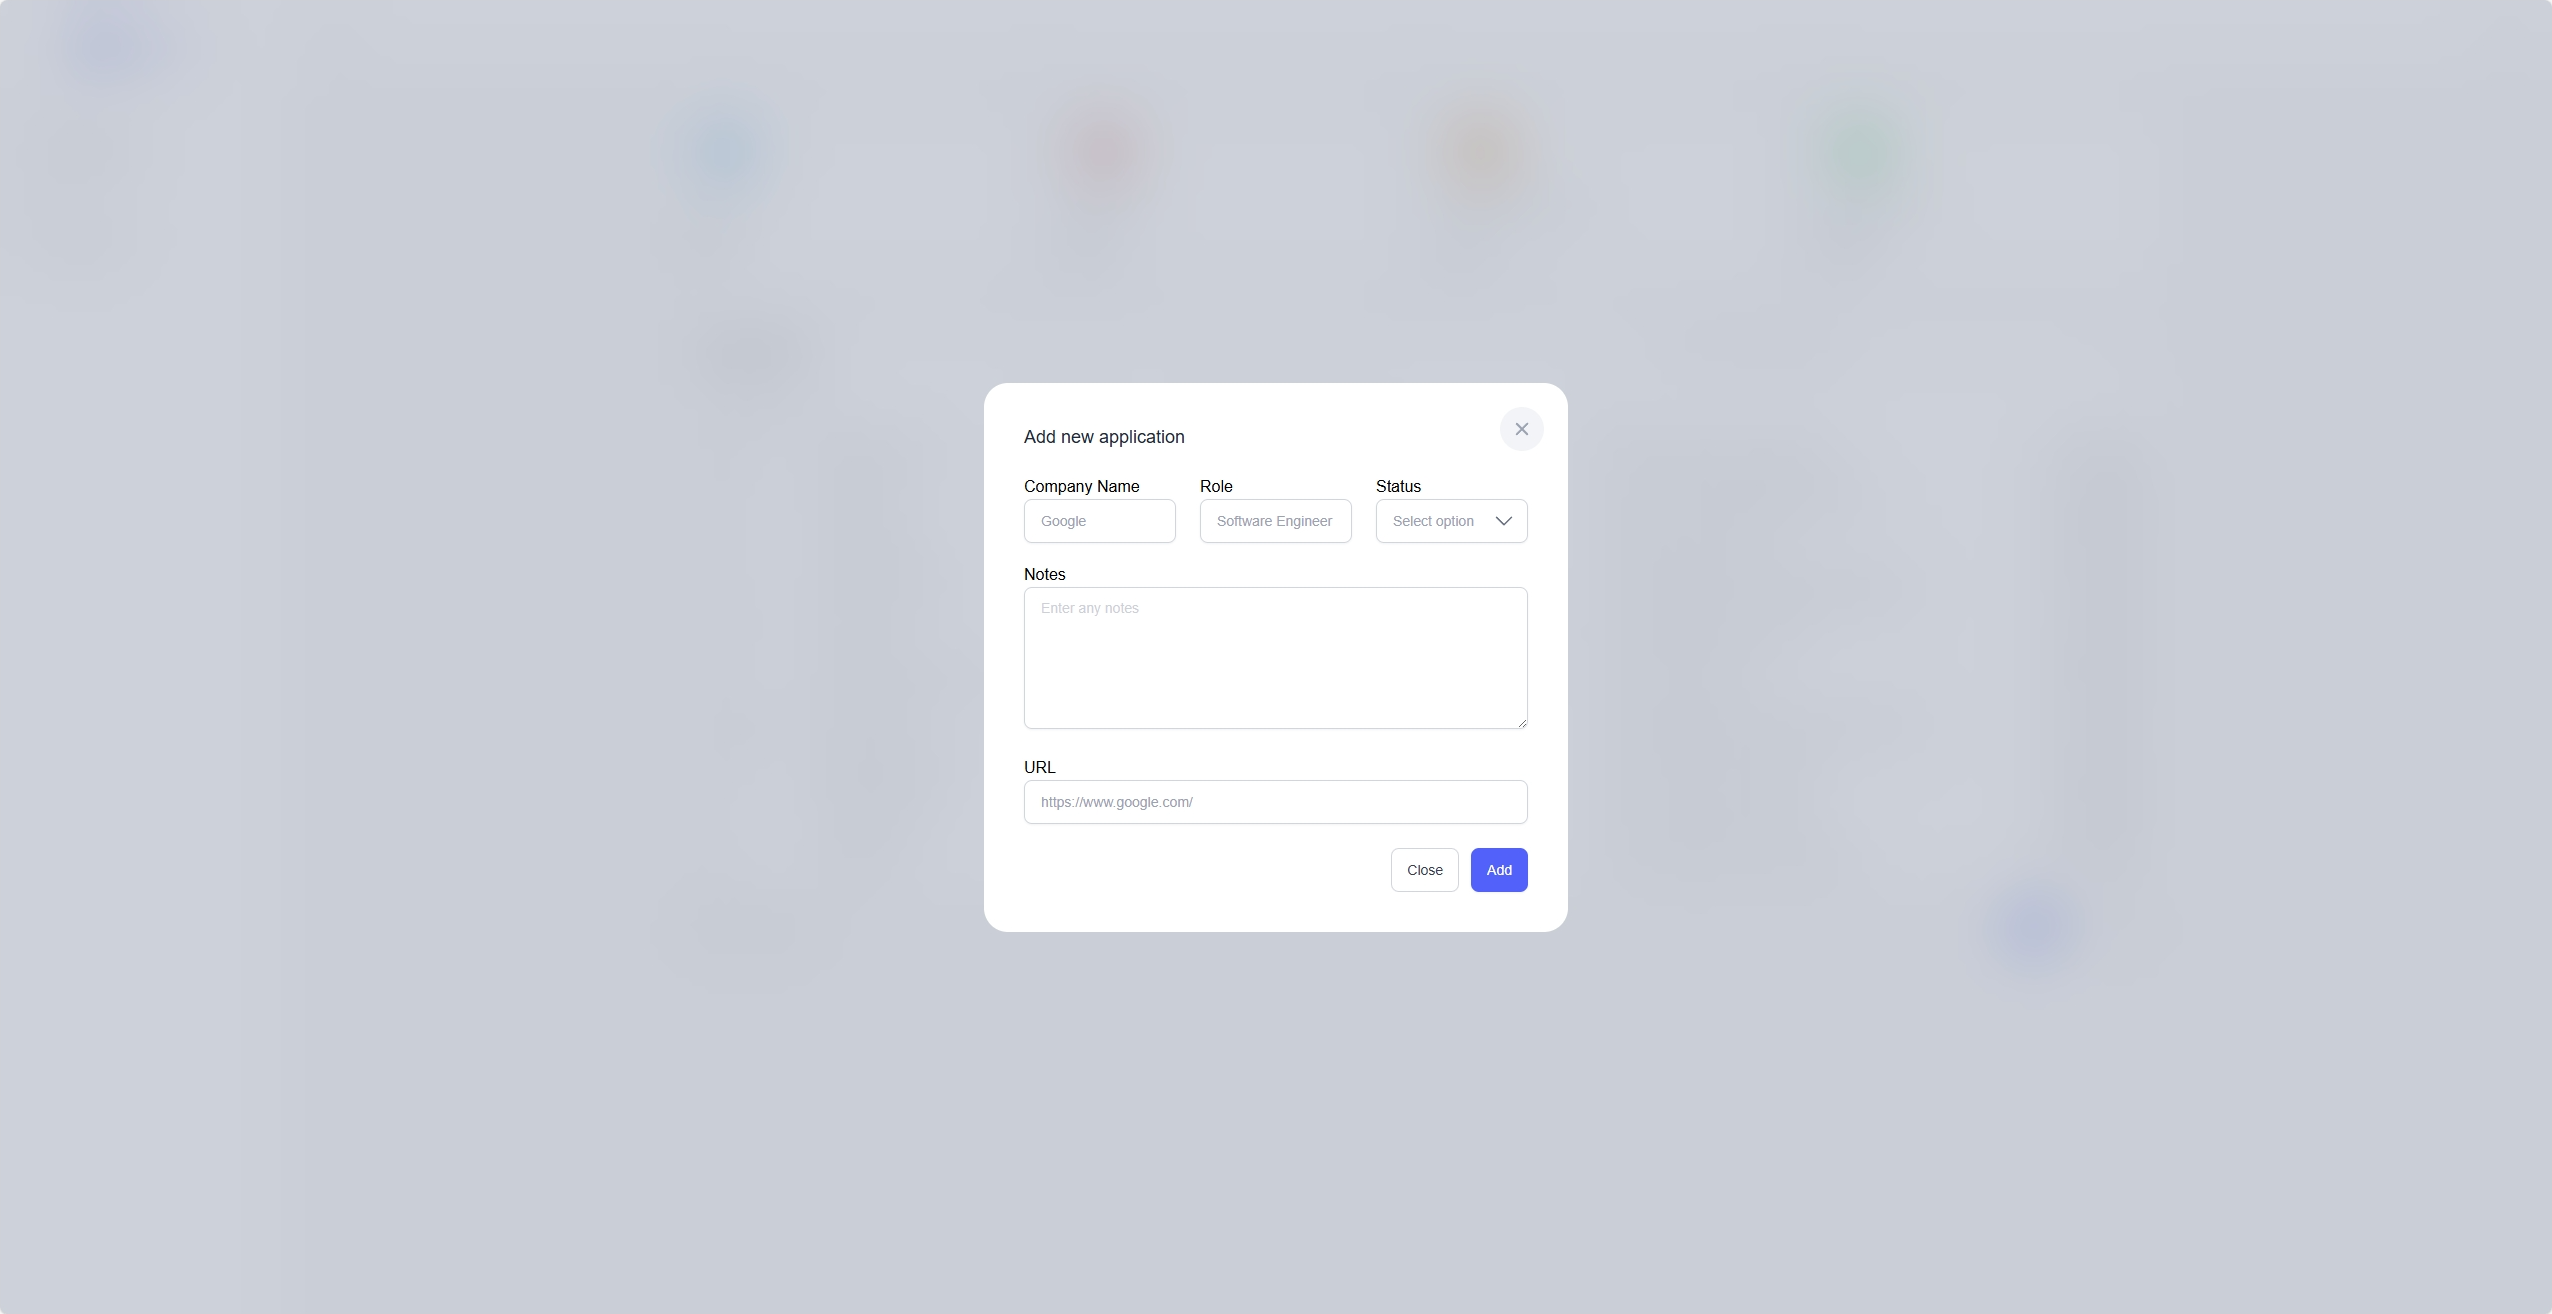 Add new application
Company Name Role Status
Google Software Engineer Select option
Notes
Enter any notes
URL
https://www.google.com/
Close Add